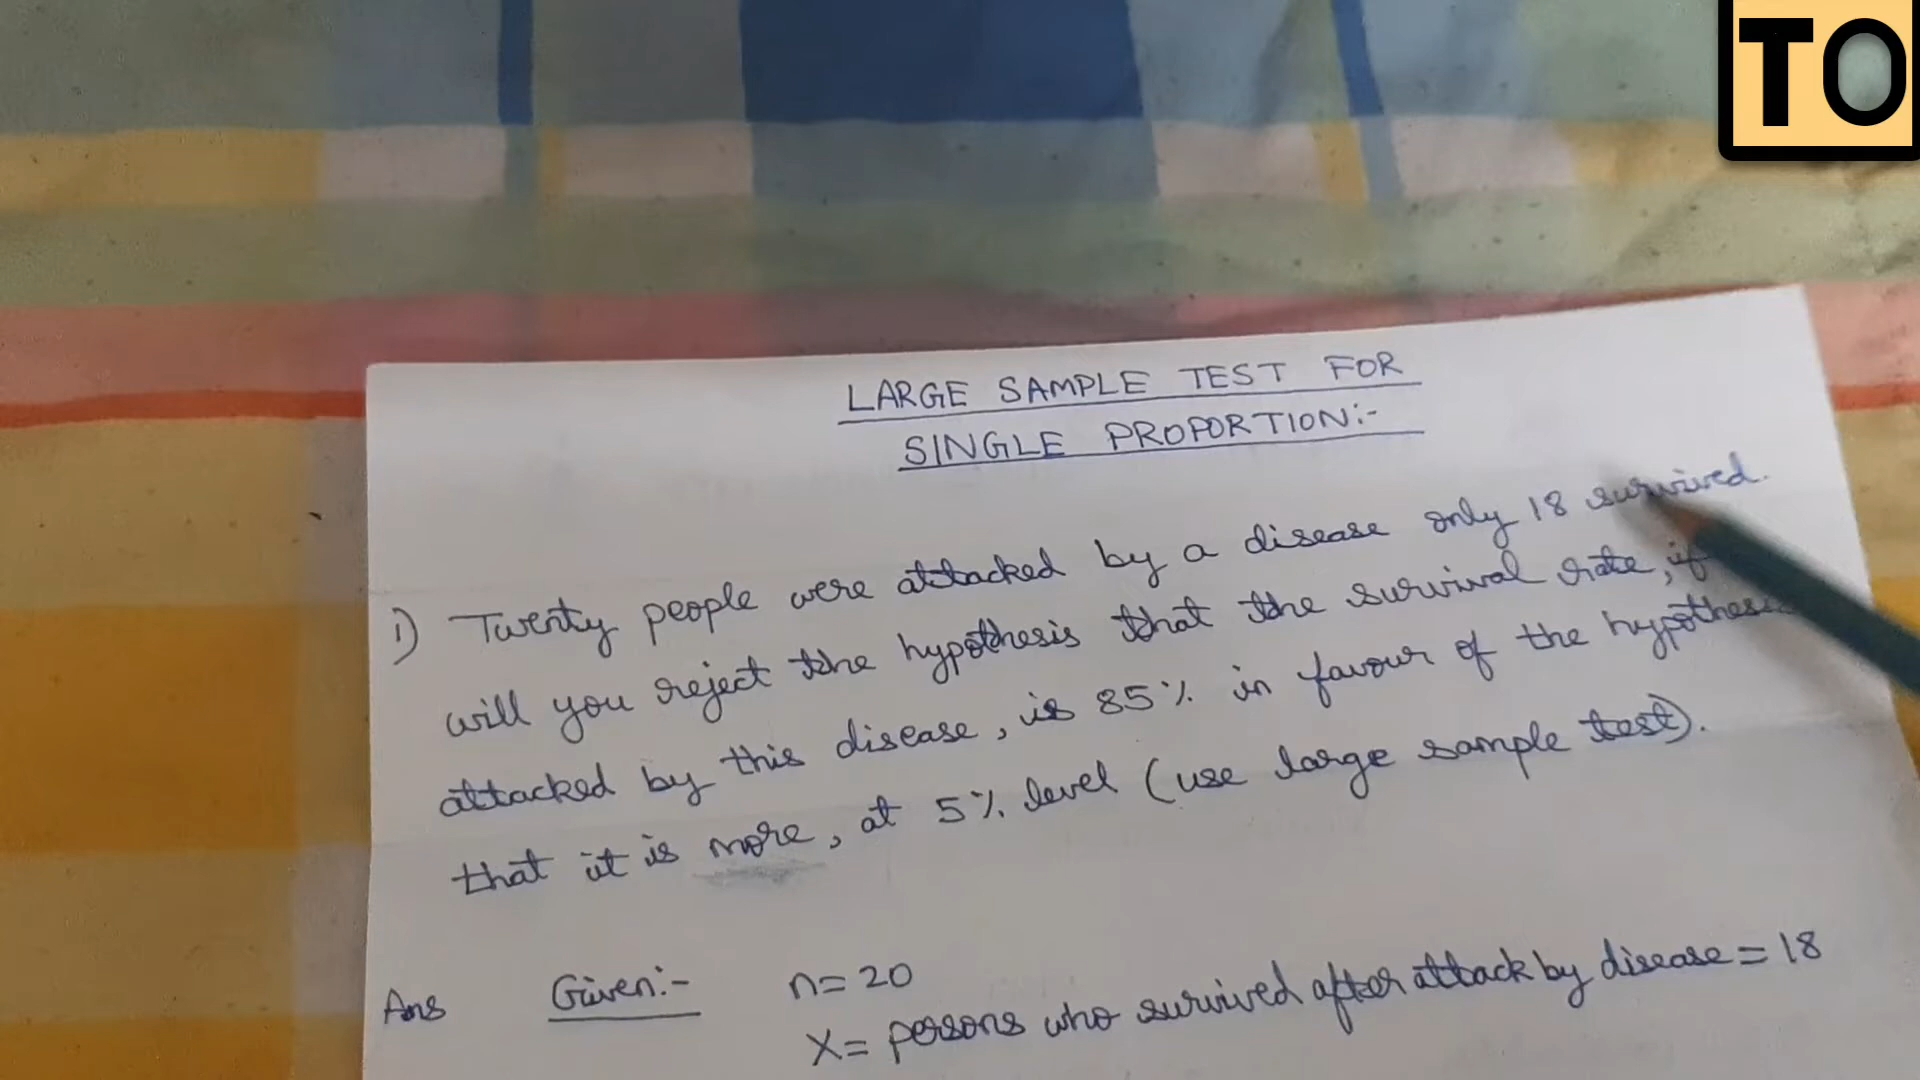 TO
LARGE SAMPLE TEST FOR
SINGLE PROPORTION:-
1) Twenty people were attacked by a disease only 18 survived.
will you reject the hypothesis that the survival rate, if
attacked by this disease, is 85% in favour of the hypothesis
that it is more, at 5% level (use large sample test).
Ans Given:- n=20
X= persons who survived after attack by disease = 18